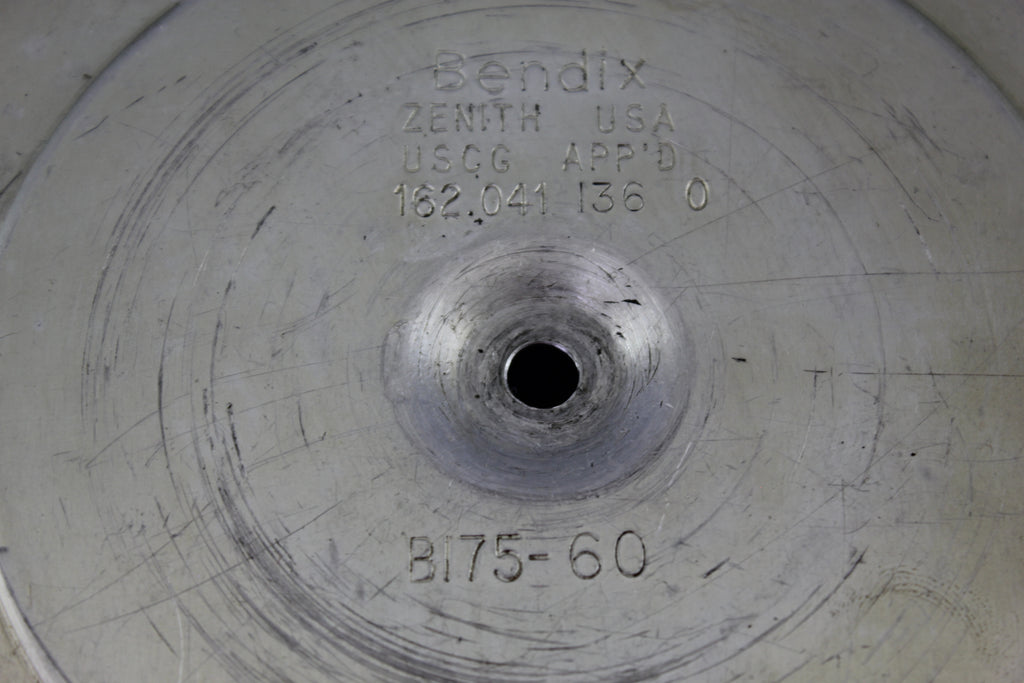 Bendix
ZENITH USA
USCG APP'D
162.041 136 0
B175-60